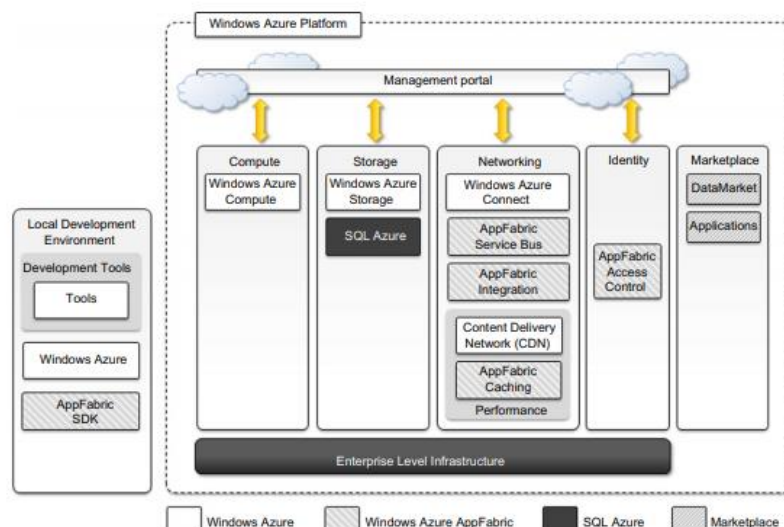 Windows Azure Platform
Management portal
Compute
Windows Azure
Compute
Storage
Windows Azure
Storage
SQL Azure
Networking
Windows Azure
Connect
AppFabric
Service Bus
AppFabric
Integration
Content Delivery
Network (CDN)
AppFabric
Caching
Performance
Identity
AppFabric
Access
Control
Marketplace
DataMarket
Applications
Local Development
Environment
Development Tools
Tools
Windows Azure
AppFabric
SDK
Enterprise Level Infrastructure
Windows Azure
Windows Azure AppFabric
SQL Azure
Marketplace